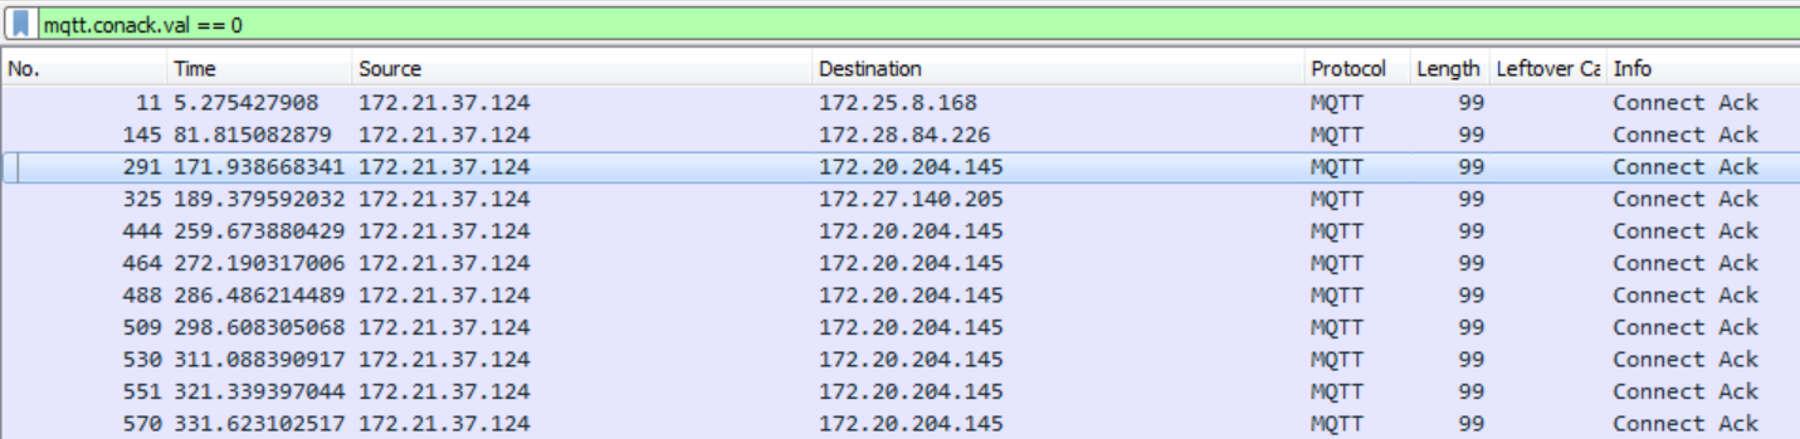 mqtt.conack.val == 0
No. Time Source Destination Protocol Length Leftover Ca Info
11 5.275427908 172.21.37.124 172.25.8.168 MQTT 99 Connect Ack
145 81.815082879 172.21.37.124 172.28.84.226 MQTT 99 Connect Ack
291 171.938668341 172.21.37.124 172.20.204.145 MQTT 99 Connect Ack
325 189.379592032 172.21.37.124 172.27.140.205 MQTT 99 Connect Ack
444 259.673880429 172.21.37.124 172.20.204.145 MQTT 99 Connect Ack
464 272.190317006 172.21.37.124 172.20.204.145 MQTT 99 Connect Ack
488 286.486214489 172.21.37.124 172.20.204.145 MQTT 99 Connect Ack
509 298.608305068 172.21.37.124 172.20.204.145 MQTT 99 Connect Ack
530 311.088390917 172.21.37.124 172.20.204.145 MQTT 99 Connect Ack
551 321.339397044 172.21.37.124 172.20.204.145 MQTT 99 Connect Ack
570 331.623102517 172.21.37.124 172.20.204.145 MQTT 99 Connect Ack